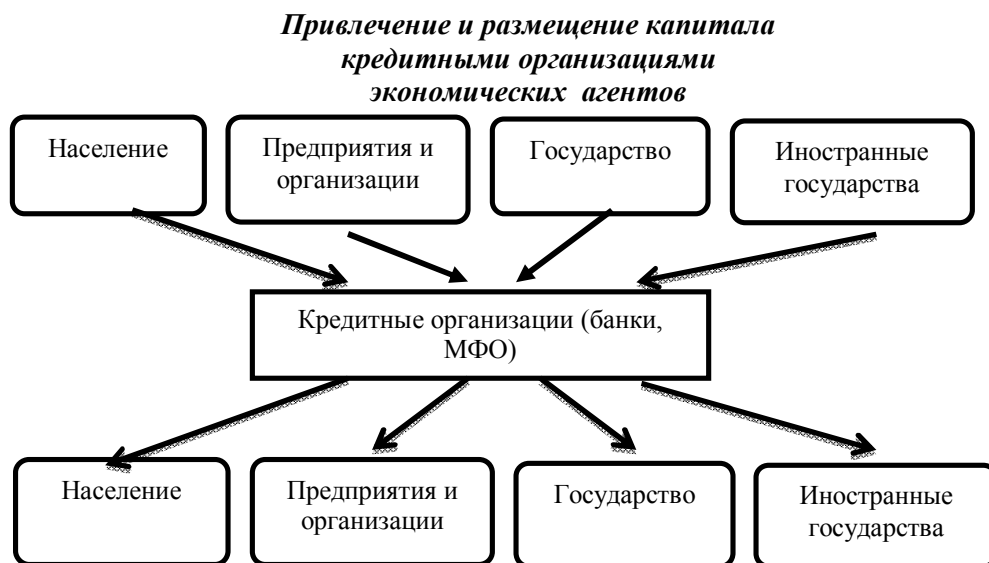 Привлечение и размещение капитала
кредитными организациями
экономических агентов
Население
Предприятия и
организации
Государство
Иностранные
государства
Кредитные организации (банки,
МФО)
Население
Предприятия и
организации
Государство
Иностранные
государства